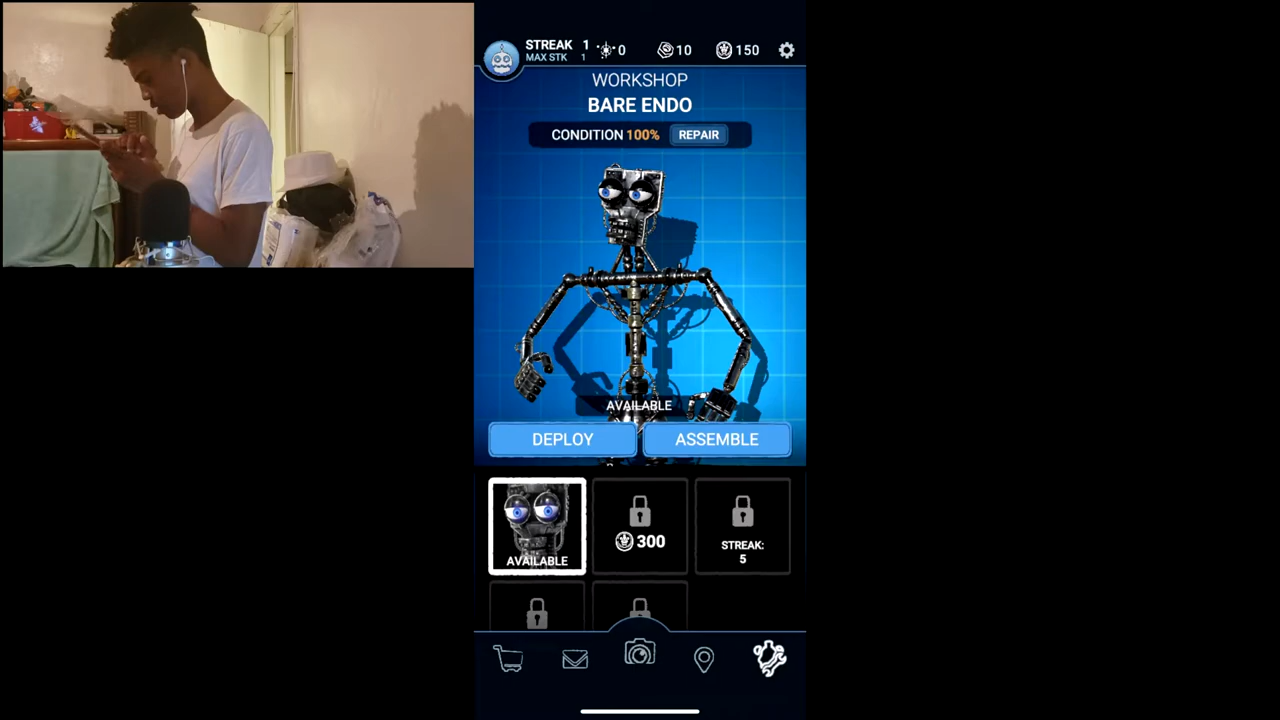 STREAK 1
MAX STK 1
0
10
150
WORKSHOP
BARE ENDO
CONDITION 100%
REPAIR
AVAILABLE
DEPLOY
ASSEMBLE
AVAILABLE
300
STREAK:
5